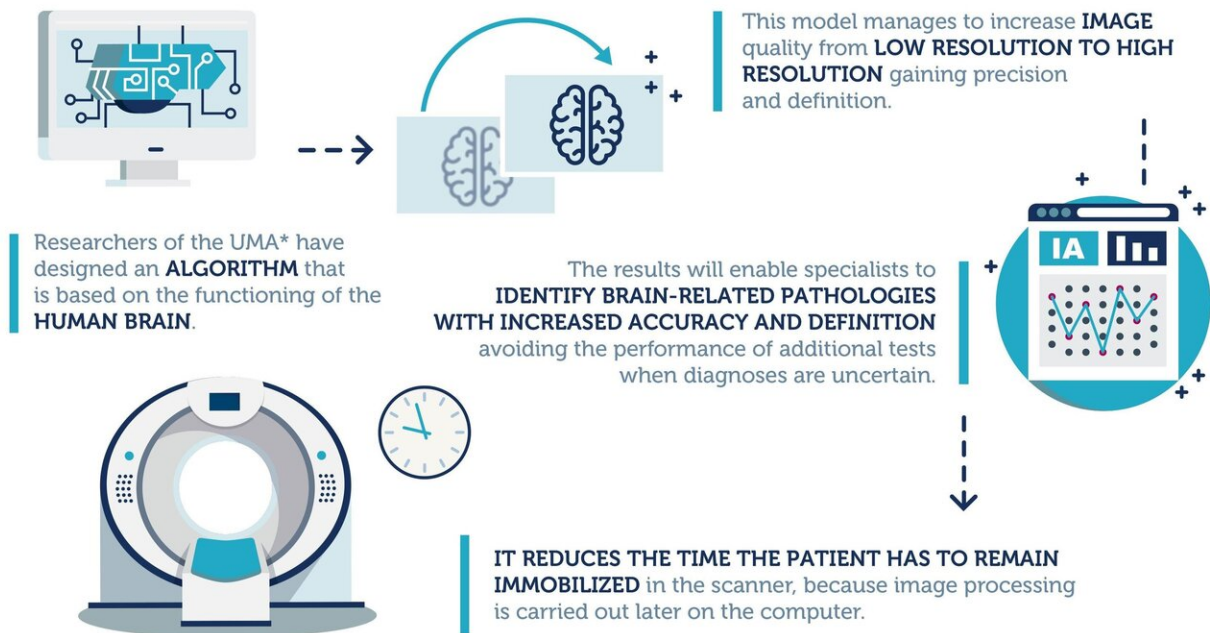 This model manages to increase IMAGE
quality from LOW RESOLUTION TO HIGH
RESOLUTION gaining precision
and definition.
Researchers of the UMA* have
designed an ALGORITHM that
is based on the functioning of the
HUMAN BRAIN.
IA
The results will enable specialists to
IDENTIFY BRAIN-RELATED PATHOLOGIES
WITH INCREASED ACCURACY AND DEFINITION
avoiding the performance of additional tests
when diagnoses are uncertain.
IT REDUCES THE TIME THE PATIENT HAS TO REMAIN
IMMOBILIZED in the scanner, because image processing
is carried out later on the computer.